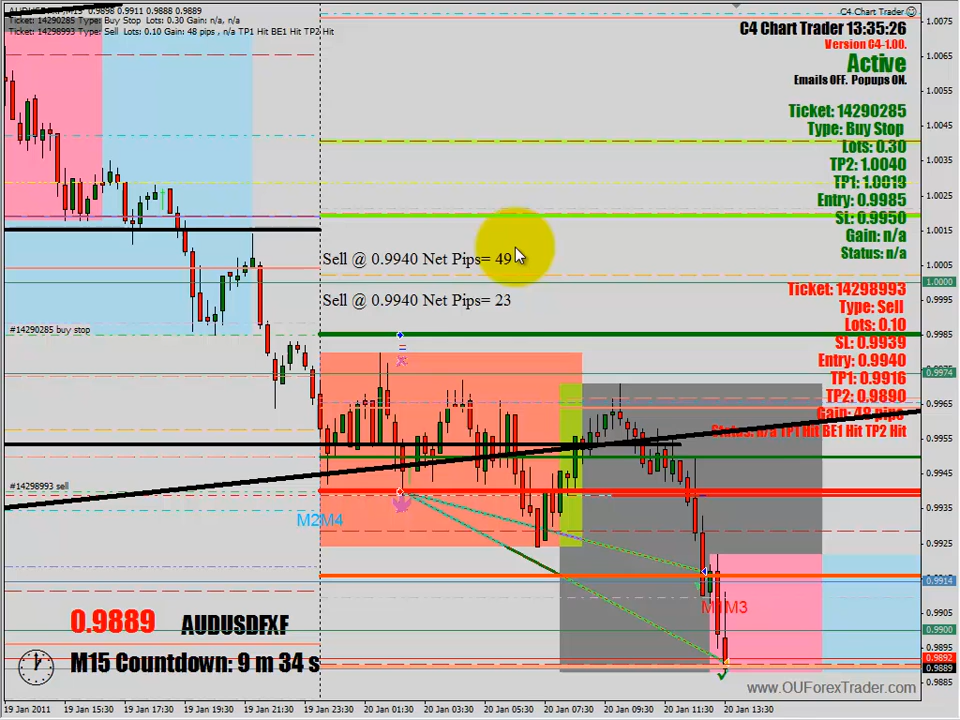 9898 0.9911 0.9888 0.9889
C4 Chart Trader
Ticket: 14290285 Type: Buy Stop Lots: 0.30 Gain: n/a, n/a
Ticket: 14298993 Type: Sell Lots: 0.10 Gain: 48 pips , n/a TP1 Hit BE1 Hit TP2 Hit
C4 Chart Trader 13:35:26
Version C4-1.00.
Active
Emails OFF. Popups ON.
Ticket: 14290285
Type: Buy Stop
Lots: 0.30
TP2: 1.0040
TP1: 1.0019
Entry: 0.9985
SL: 0.9950
Gain: n/a
Status: n/a
Sell @ 0.9940 Net Pips= 49
Sell @ 0.9940 Net Pips= 23
Ticket: 14298993
Type: Sell
Lots: 0.10
SL: 0.9939
Entry: 0.9940
TP1: 0.9916
TP2: 0.9890
Gain: 48 pips
Status: n/a TP1 Hit BE1 Hit TP2 Hit
#14290285 buy stop
#14298993 sell
M2M4
M1M3
0.9889 AUDUSDFXF
M15 Countdown: 9 m 34 s
www.OUForexTrader.com
1.0075
1.0065
1.0055
1.0045
1.0035
1.0025
1.0015
1.0005
1.0000
0.9995
0.9985
0.9974
0.9965
0.9955
0.9945
0.9935
0.9925
0.9914
0.9905
0.9900
0.9895
0.9892
0.9889
0.9885
19 Jan 2011 19 Jan 15:30 19 Jan 17:30 19 Jan 19:30 19 Jan 21:30 19 Jan 23:30 20 Jan 01:30 20 Jan 03:30 20 Jan 05:30 20 Jan 07:30 20 Jan 09:30 20 Jan 11:30 20 Jan 13:30